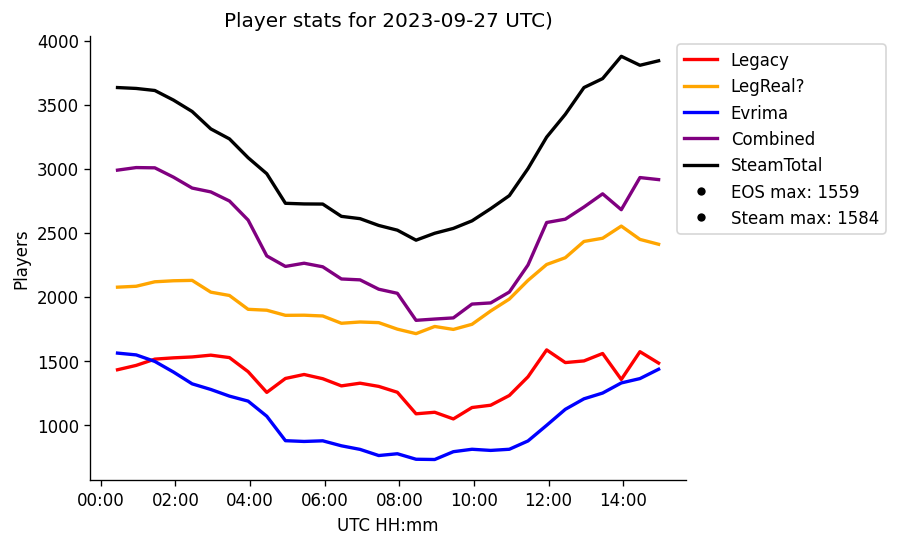 Player stats for 2023-09-27 UTC)
4000
3500
3000
2500
2000
1500
1000
Players
00:00 02:00 04:00 06:00 08:00 10:00 12:00 14:00
UTC HH:mm
Legacy
LegReal?
Evrima
Combined
SteamTotal
EOS max: 1559
Steam max: 1584